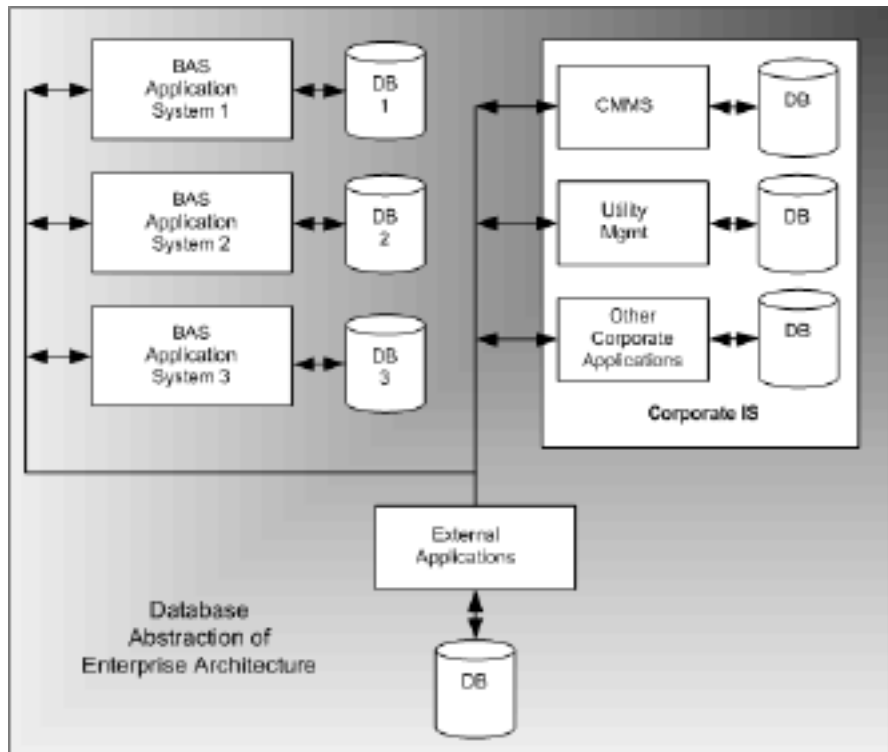 BAS
Application
System 1
DB
1
BAS
Application
System 2
DB
2
BAS
Application
System 3
DB
3
CMMS
DB
Utility
Mgmt
DB
Other
Corporate
Applications
DB
Corporate IS
External
Applications
DB
Database
Abstraction of
Enterprise Architecture